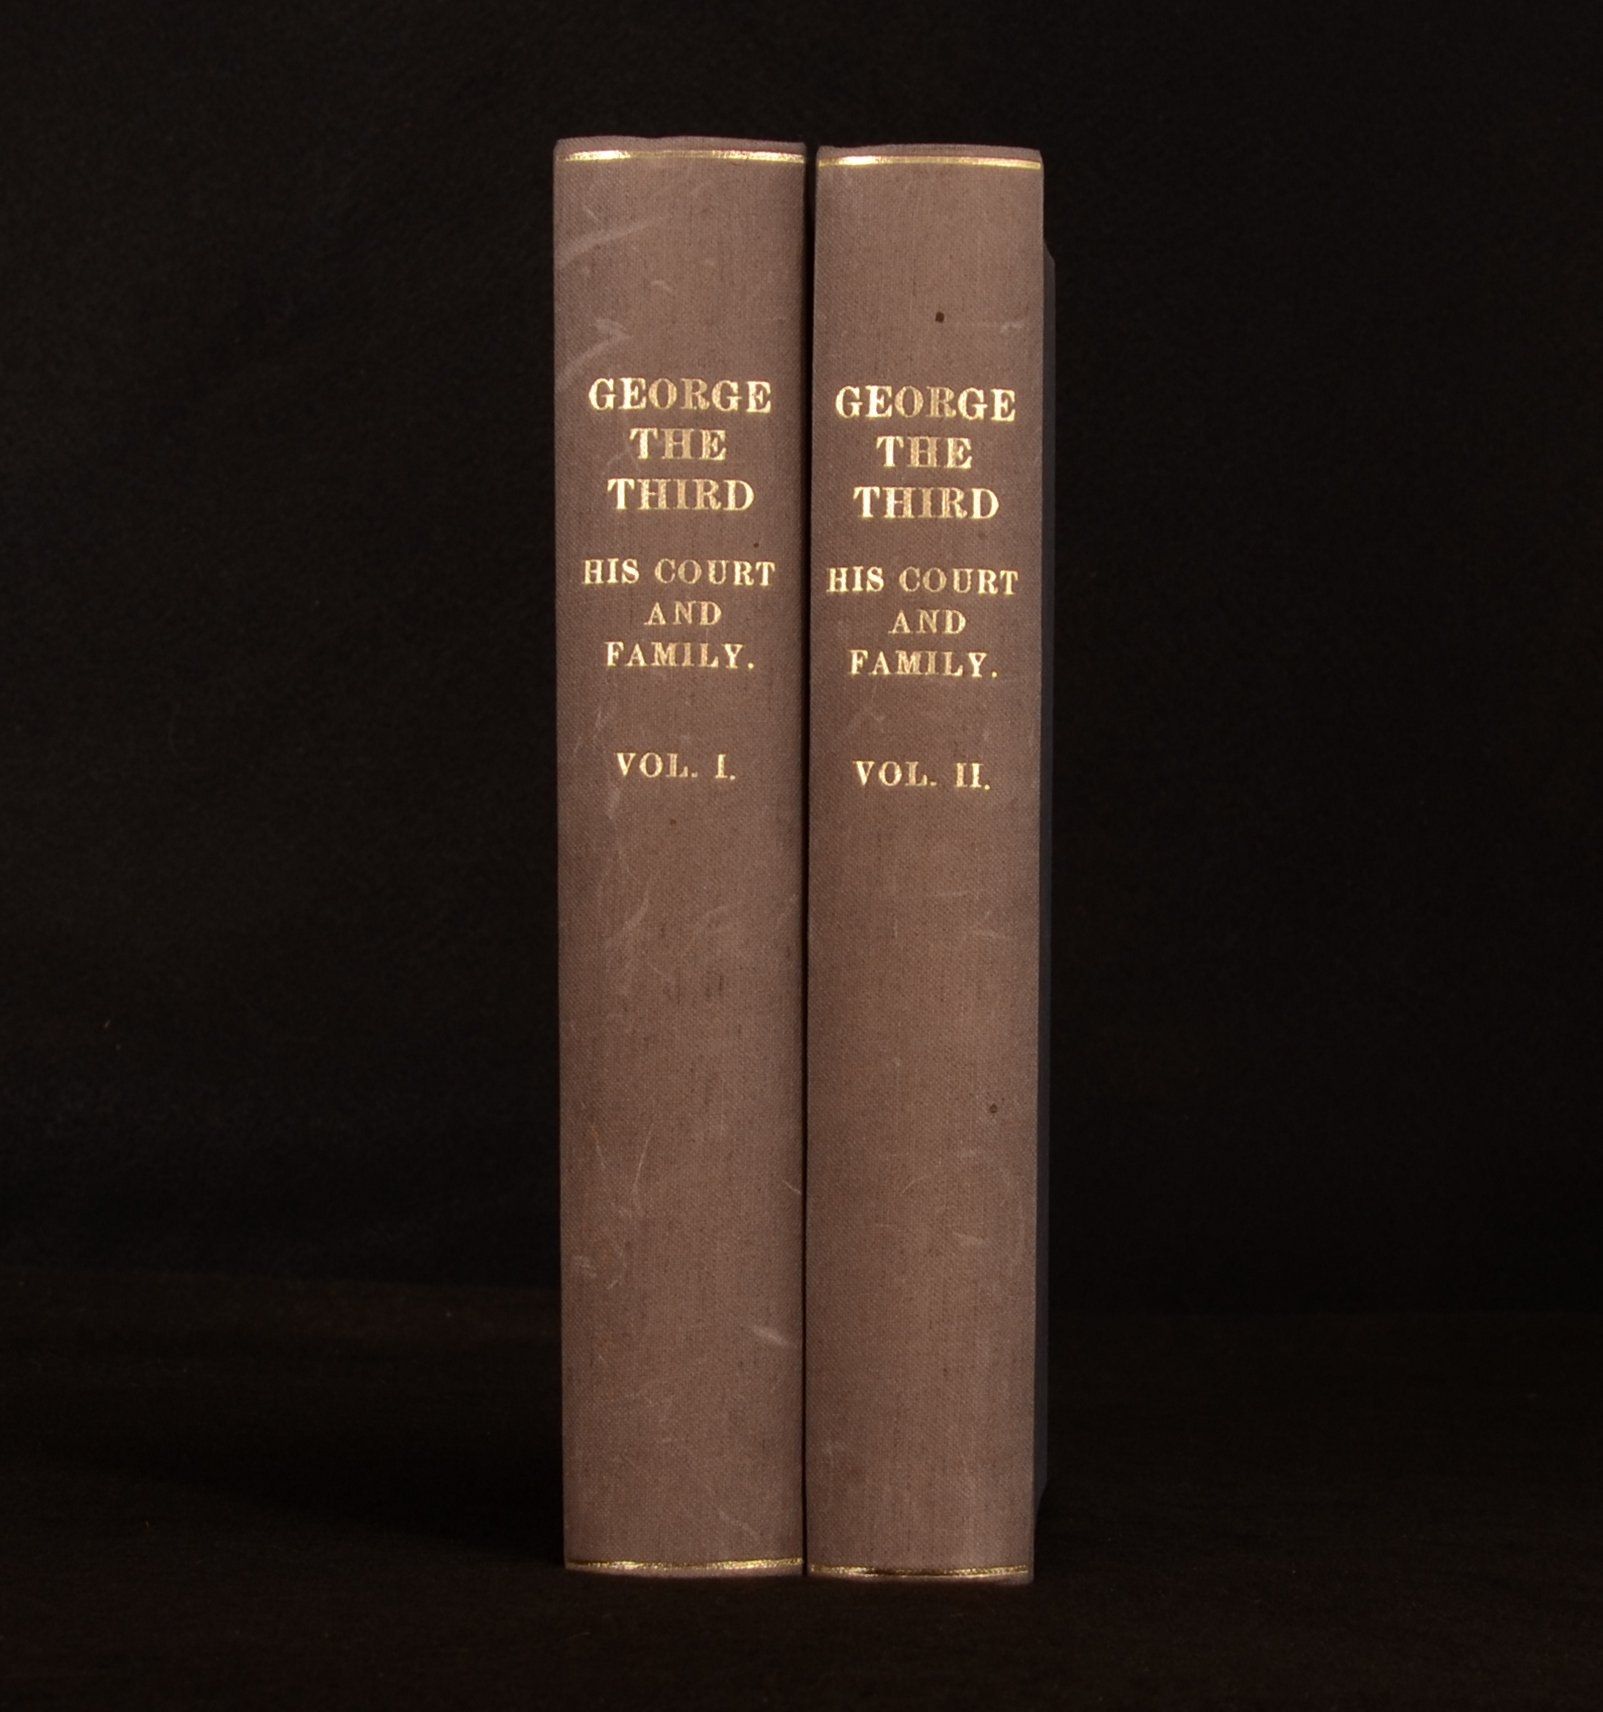 GEORGE
THE
THIRD
HIS COURT
AND
FAMILY.
VOL. I.
GEORGE
THE
THIRD
HIS COURT
AND
FAMILY.
VOL. II.